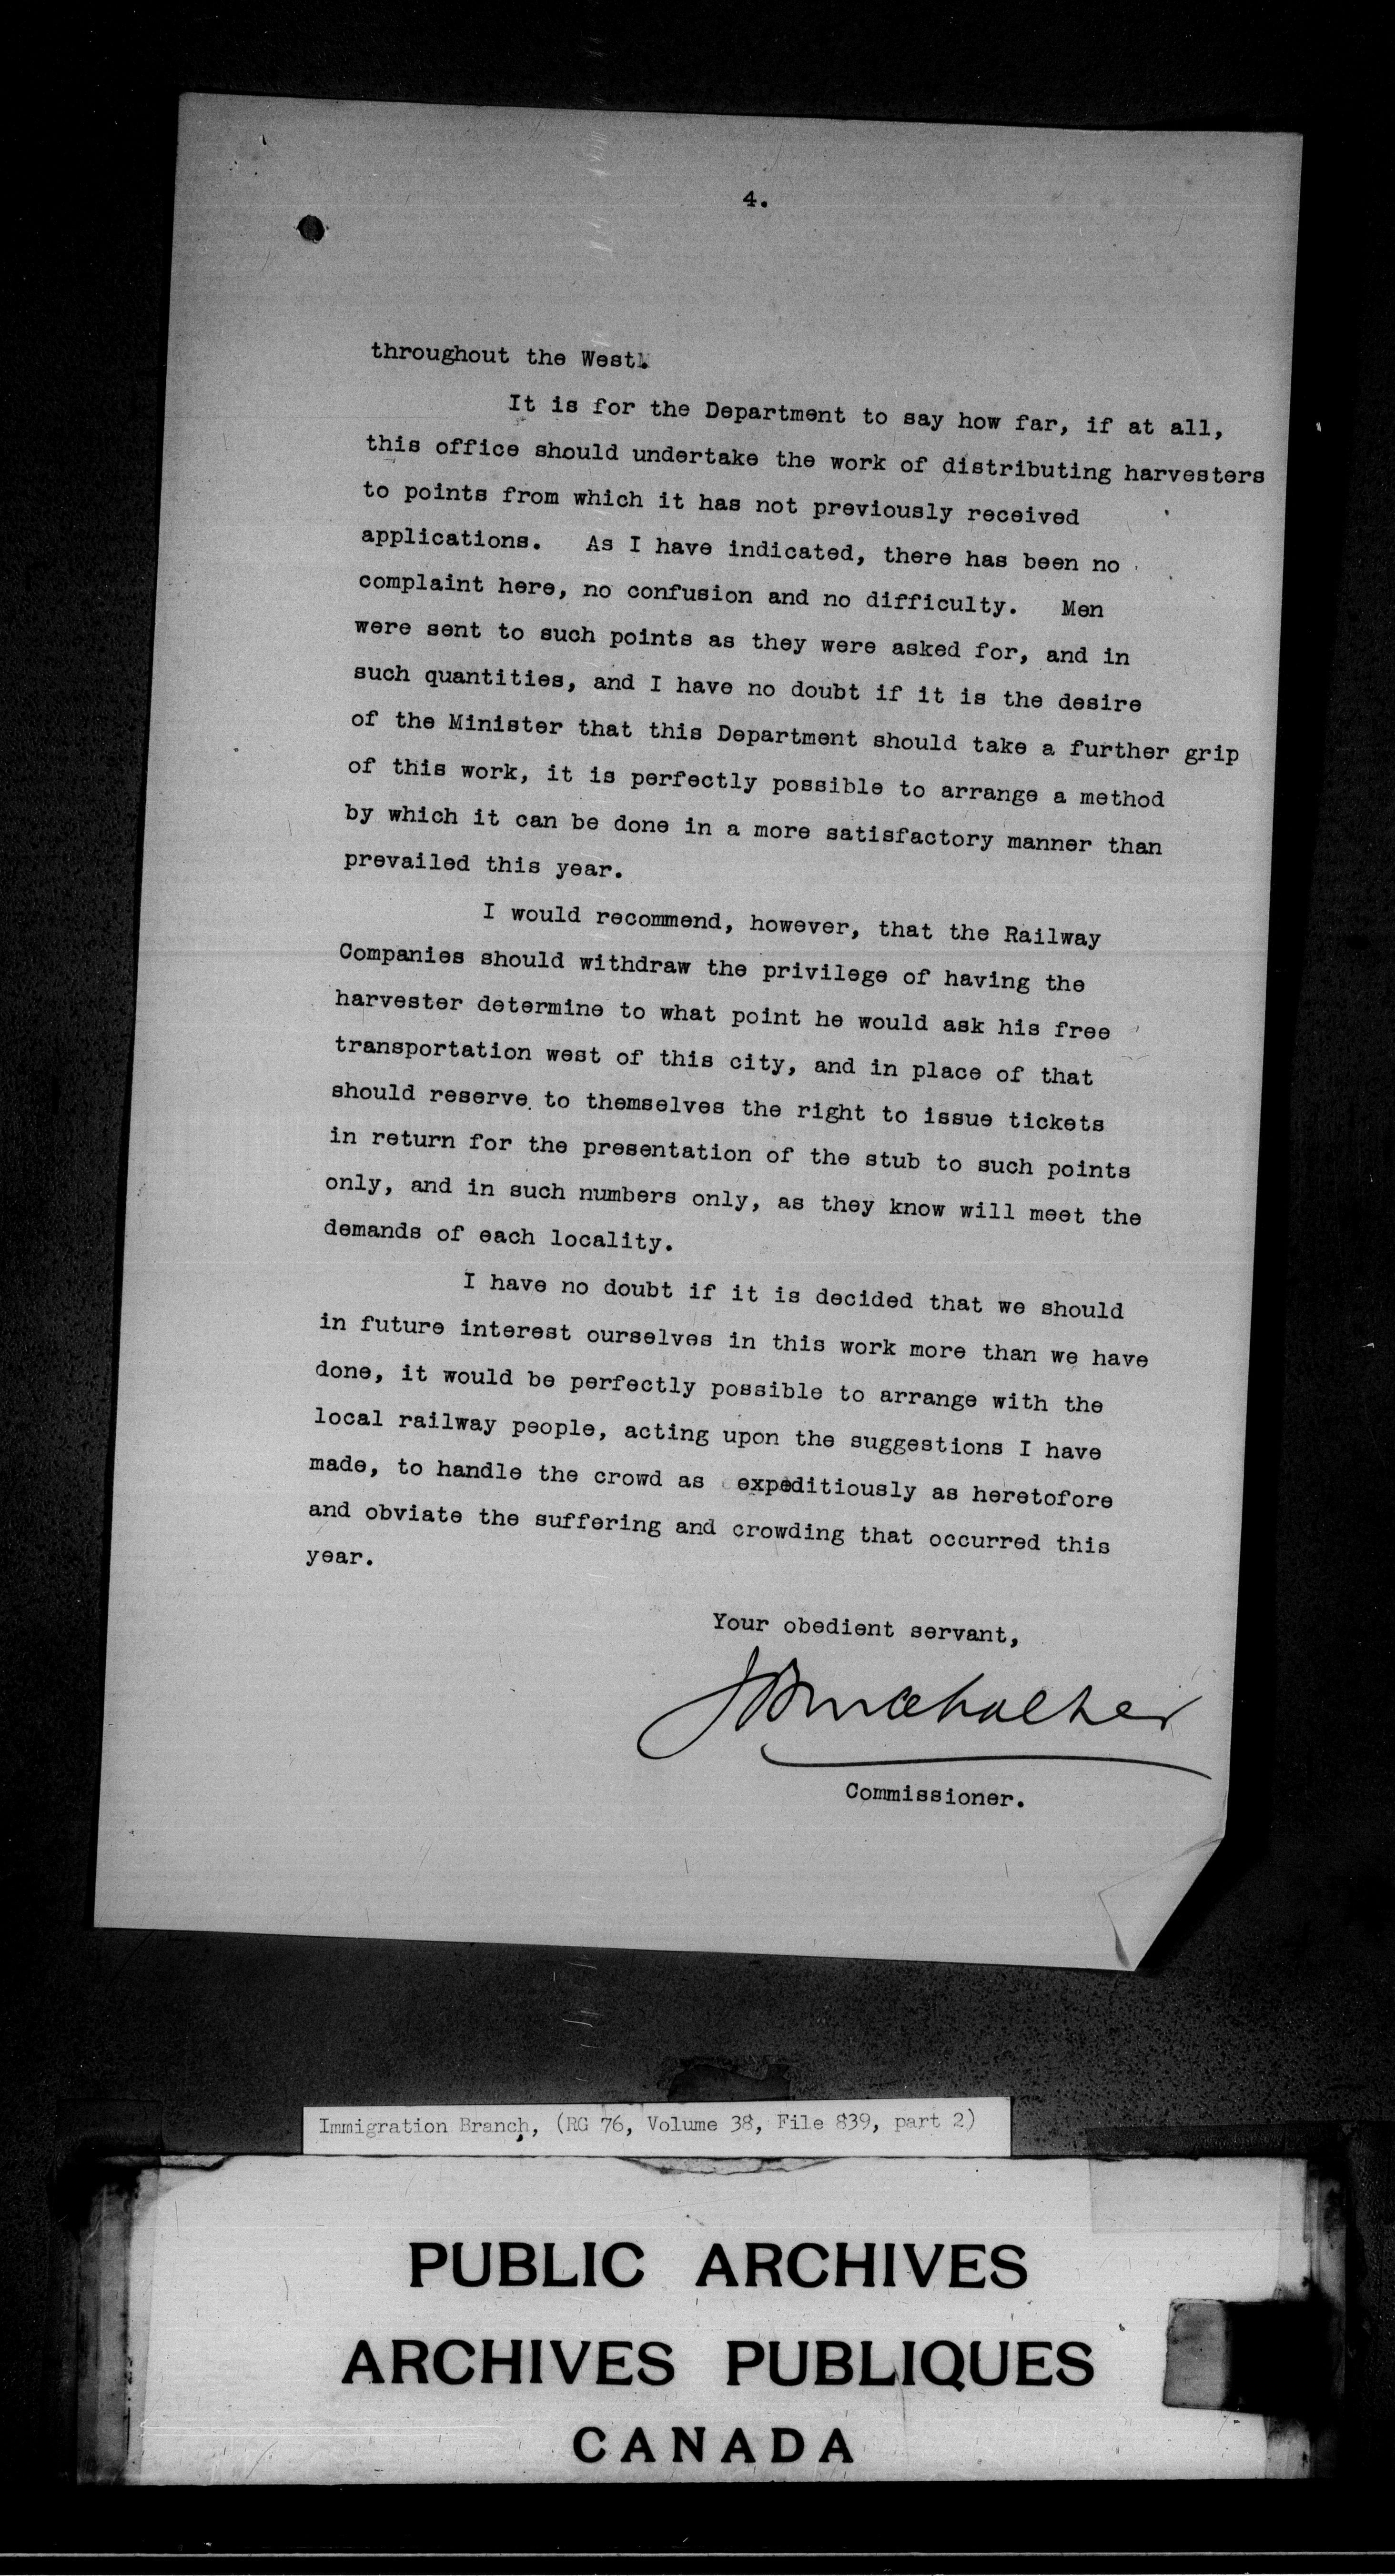 4.
throughout the West.
It is for the Department to say how far, if at all,
this office should undertake the work of distributing harvesters
to points from which it has not previously received
applications. As I have indicated, there has been no
complaint here, no confusion and no difficulty. Men
were sent to such points as they were asked for, and in
such quantities, and I have no doubt if it is the desire
of the Minister that this Department should take a further grip
of this work, it is perfectly possible to arrange a method
by which it can be done in a more satisfactory manner than
prevailed this year.
I would recommend, however, that the Railway
Companies should withdraw the privilege of having the
harvester determine to what point he would ask his free
transportation west of this city, and in place of that
should reserve to themselves the right to issue tickets
in return for the presentation of the stub to such points
only, and in such numbers only, as they know will meet the
demands of each locality.
I have no doubt if it is decided that we should
in future interest ourselves in this work more than we have
done, it would be perfectly possible to arrange with the
local railway people, acting upon the suggestions I have
made, to handle the crowd as expeditiously as heretofore
and obviate the suffering and crowding that occurred this
year.
Your obedient servant,
Commissioner.
Immigration Branch, (RG 76, Volume 38, File 839, part 2)
PUBLIC ARCHIVES
ARCHIVES PUBLIQUES
CANADA